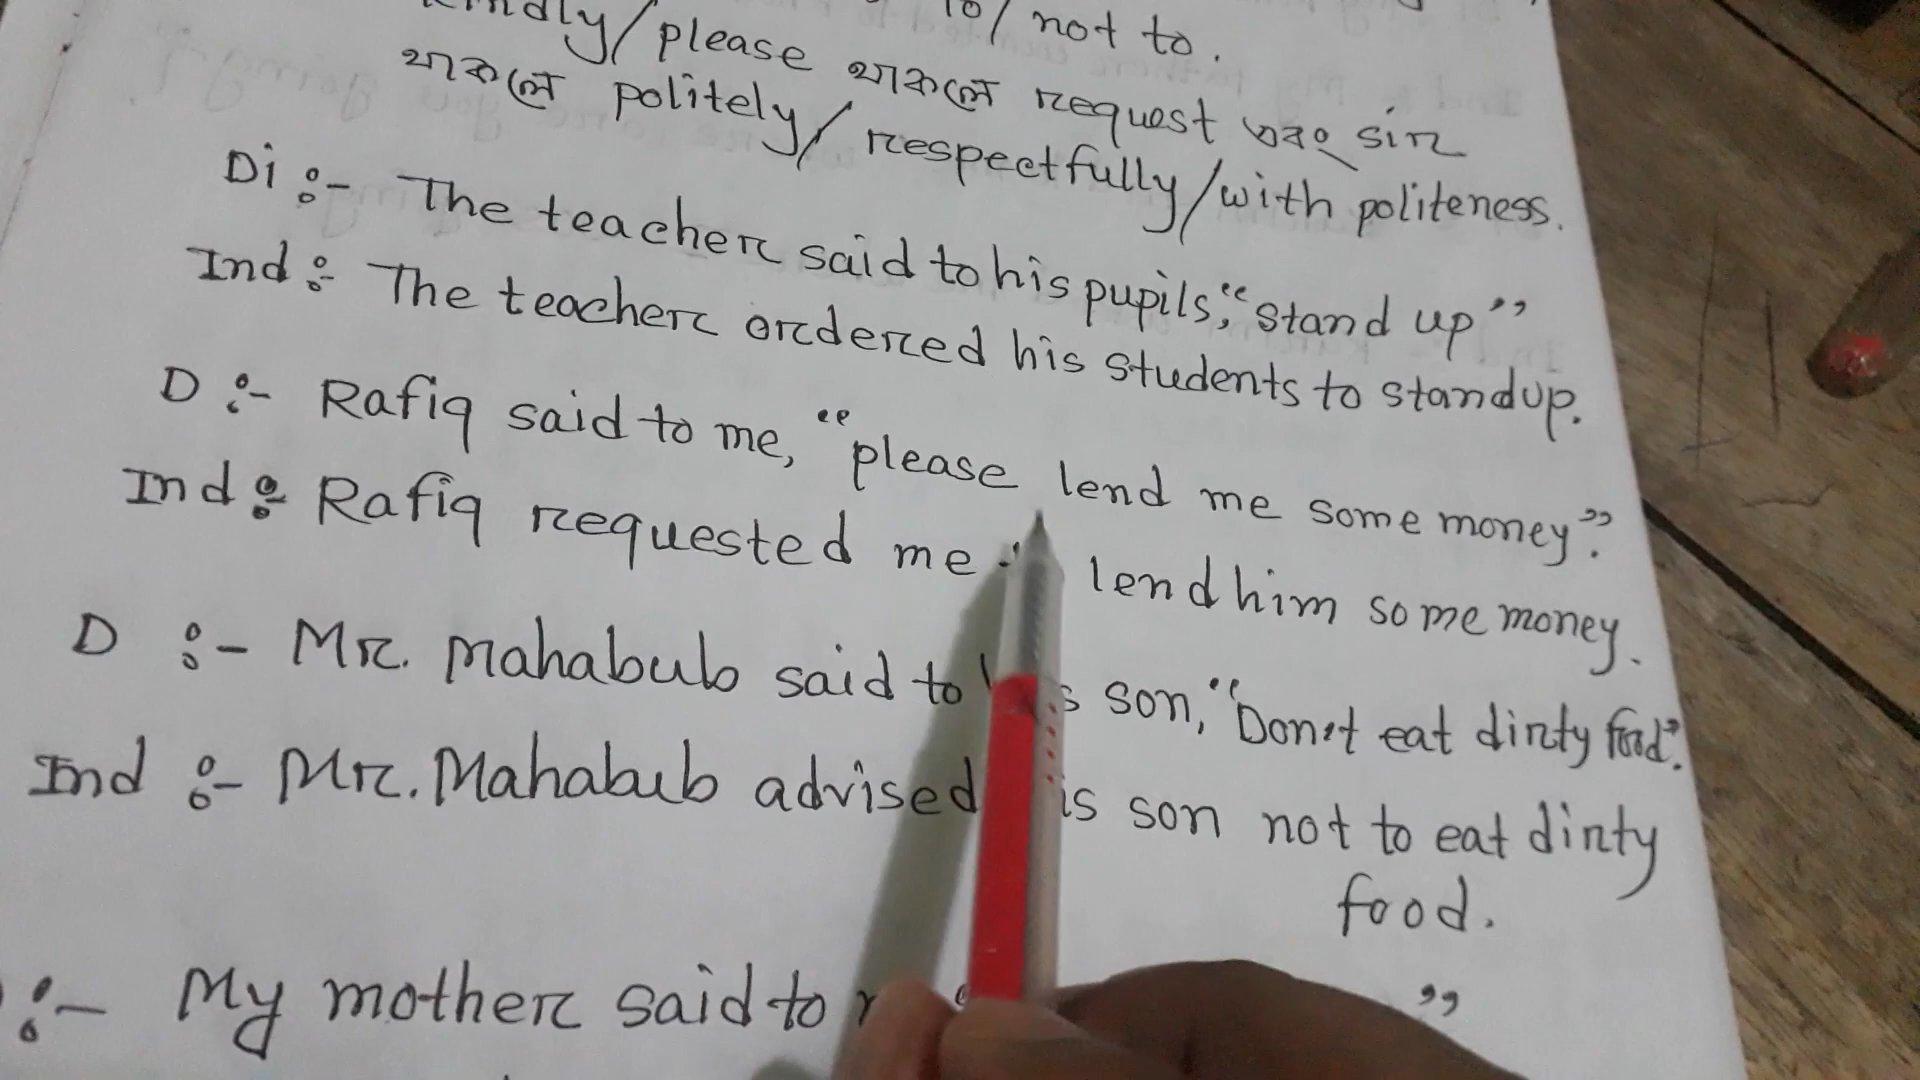 kindly/please থাকলে request এবং sir
to/ not to.
থাকলে politely/ respectfully/with politeness.
Di :- The teacher said to his pupils, "stand up"
Ind :- The teacher ordered his students to standup.
D :- Rafiq said to me, "please lend me some money".
Ind :- Rafiq requested me lend him some money.
D :- Mr. Mahabub said to son, "Don't eat dirty food".
Ind :- Mr. Mahabub advised son not to eat dirty
food.
:- My mother said to "